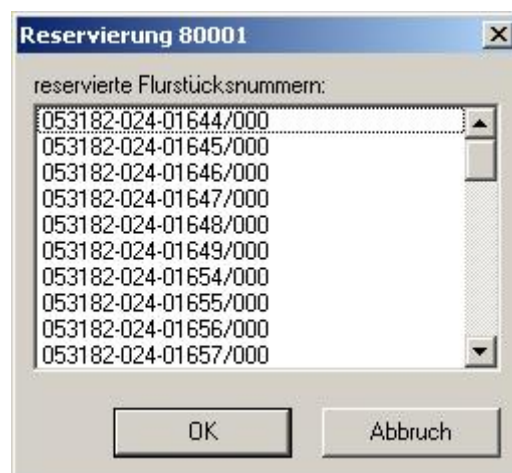 Reservierung 80001
reservierte Flurstücksnummern:
053182-024-01644/000
053182-024-01645/000
053182-024-01646/000
053182-024-01647/000
053182-024-01648/000
053182-024-01649/000
053182-024-01654/000
053182-024-01655/000
053182-024-01656/000
053182-024-01657/000
OK
Abbruch